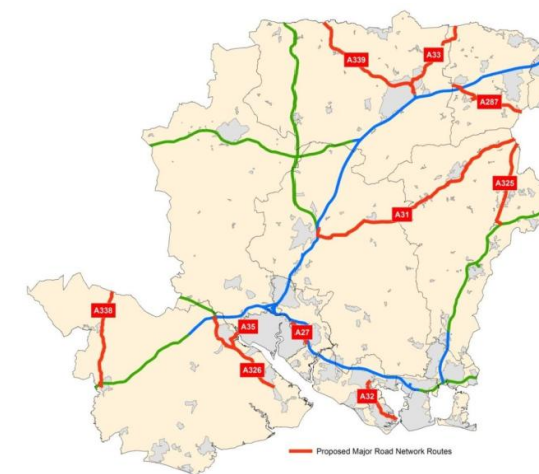 A339
A33
A287
A325
A31
A338
A35
A27
A326
A32
Proposed Major Road Network Routes